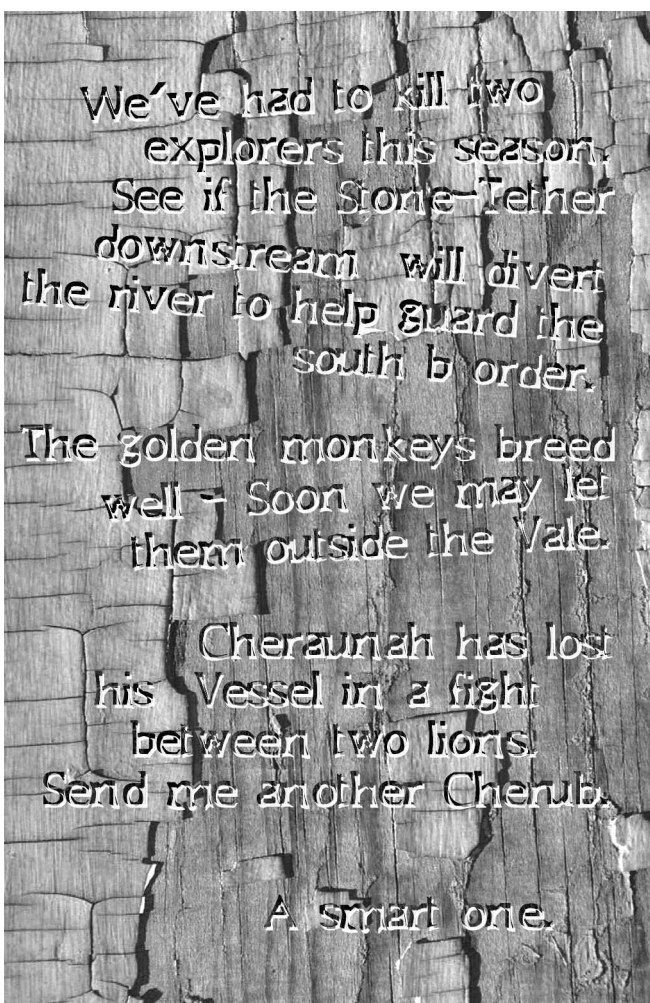 We've had to kill two
explorers this season.
See if the Stone-Tether
downstream will divert
the river to help guard the
south b order.
The golden monkeys breed
well - Soon we may let
them outside the Vale.
Cheraunah has lost
his Vessel in a fight
between two lions.
Send me another Cherub.
A smart one.